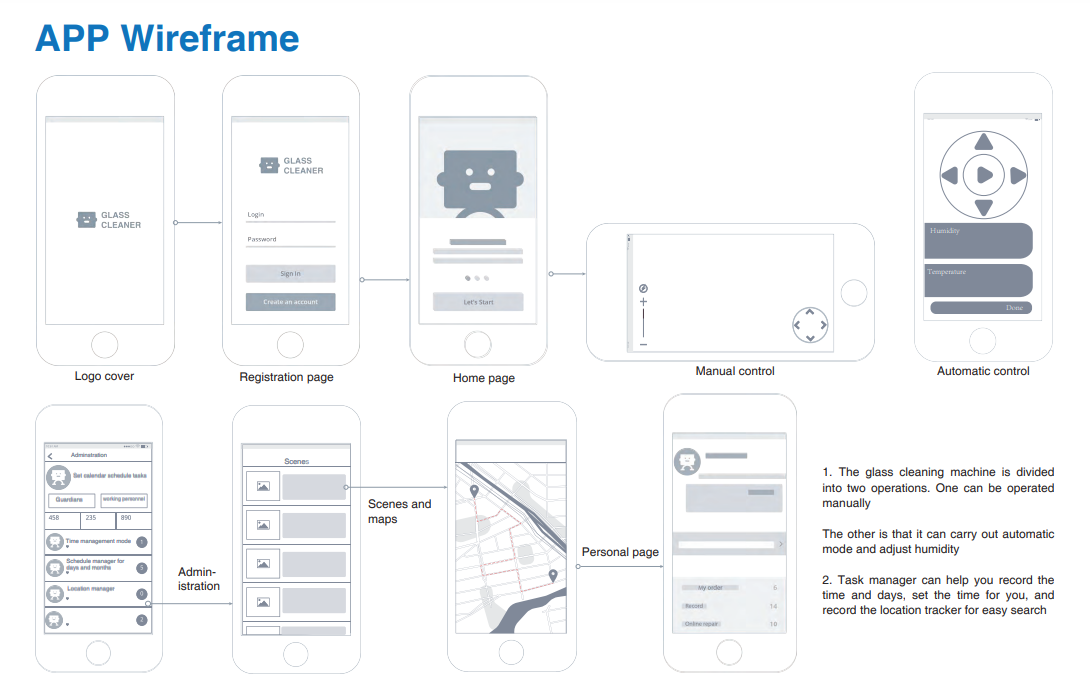 APP Wireframe
GLASS
CLEANER
Logo cover
GLASS
CLEANER
Login
Password
Sign In
Create an account
Registration page
Let's Start
Home page
Manual control
Humidity
Temperature
Done
Automatic control
Adminstration
Set calendar schedule tasks
Guardians
working personnel
458
235
890
Time management mode
Schedule manager for
days and months
Location manager
Admin-
istration
Scenes
Scenes and
maps
Personal page
My order
6
Record
14
Online repair
10
1. The glass cleaning machine is divided
into two operations. One can be operated
manually
The other is that it can carry out automatic
mode and adjust humidity
2. Task manager can help you record the
time and days, set the time for you, and
record the location tracker for easy search